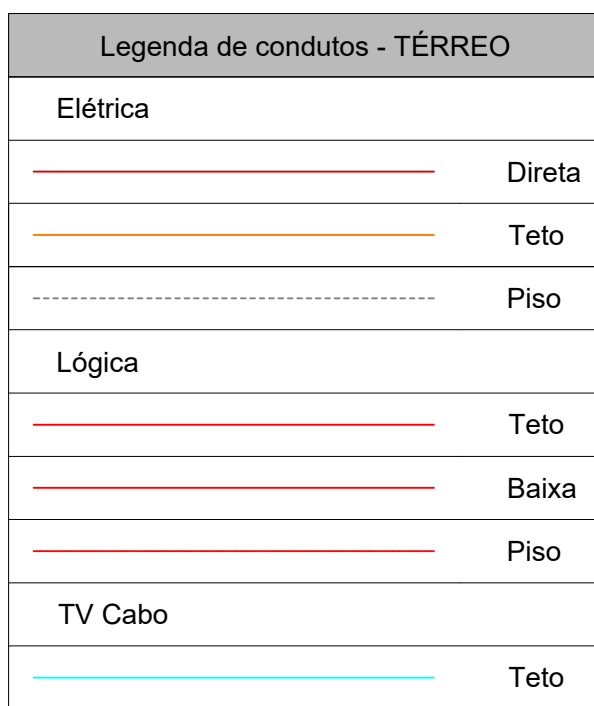 Legenda de condutos - TÉRREO
Elétrica
Direta
Teto
Piso
Lógica
Teto
Baixa
Piso
TV Cabo
Teto